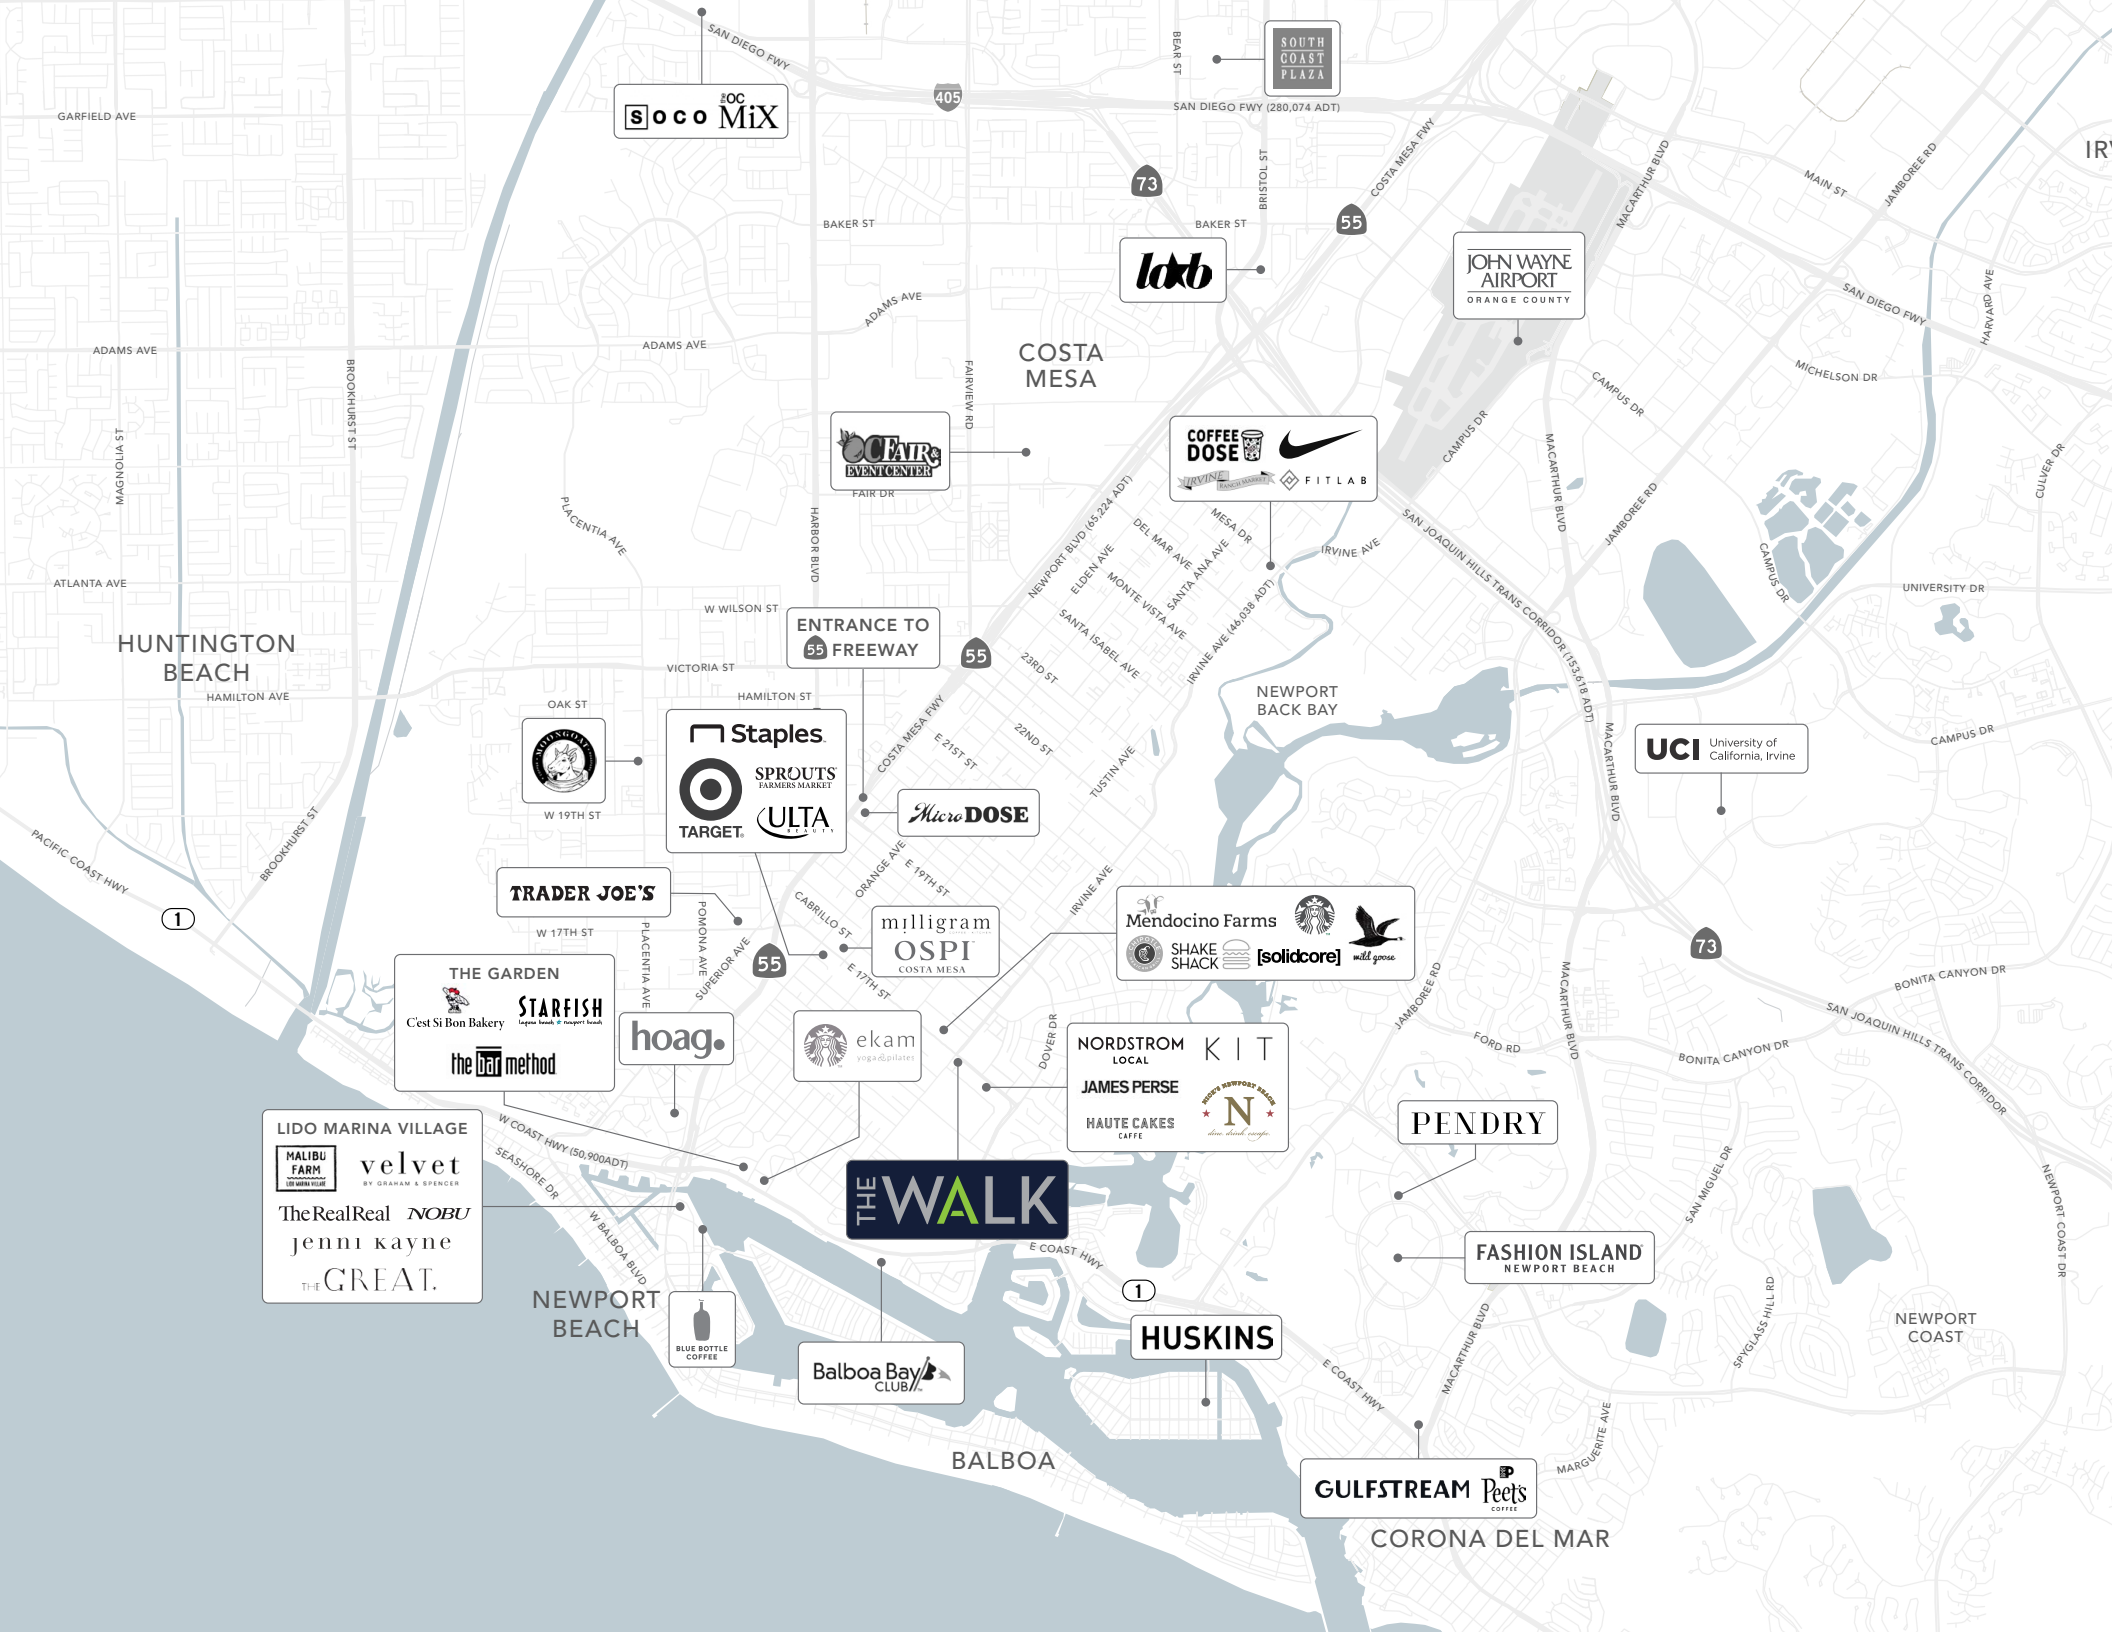 SAN DIEGO FWY
BEAR ST
SOUTH
COAST
PLAZA
405
SAN DIEGO FWY (280,074 ADT)
SOCO
THE OC
MiX
GARFIELD AVE
COSTA MESA FWY
MACARTHUR BLVD
MAIN ST
JAMBOREE RD
IRV
73
BRISTOL ST
55
BAKER ST
BAKER ST
JOHN WAYNE
AIRPORT
ORANGE COUNTY
SAN DIEGO FWY
HARVARD AVE
ADAMS AVE
ADAMS AVE
ADAMS AVE
COSTA
MESA
BROOKHURST ST
FAIRVIEW RD
CAMPUS DR
MICHELSON DR
OC FAIR &
EVENT CENTER
FAIR DR
COFFEE
DOSE
IRVINE
RANCH MARKET
FITLAB
CAMPUS DR
MACARTHUR BLVD
JAMBOREE RD
CULVER DR
MAGNOLIA ST
PLACENTIA AVE
HARBOR BLVD
NEWPORT BLVD (65,224 ADT)
MESA DR
DEL MAR AVE
ELDEN AVE
SANTA ANA AVE
MONTE VISTA AVE
SANTA ISABEL AVE
IRVINE AVE
IRVINE AVE (46,038 ADT)
SAN JOAQUIN HILLS TRANS CORRIDOR (153,618 ADT)
CAMPUS DR
UNIVERSITY DR
ATLANTA AVE
W WILSON ST
ENTRANCE TO
55 FREEWAY
55
23RD ST
HUNTINGTON
BEACH
VICTORIA ST
HAMILTON AVE
HAMILTON ST
OAK ST
NEWPORT
BACK BAY
MOONGOAT
Staples
TARGET
SPROUTS
FARMERS MARKET
ULTA
BEAUTY
COSTA MESA FWY
E 21ST ST
22ND ST
TUSTIN AVE
MACARTHUR BLVD
UCI
University of
California, Irvine
CAMPUS DR
W 19TH ST
MicroDOSE
PACIFIC COAST HWY
BROOKHURST ST
1
TRADER JOE'S
ORANGE AVE
E 19TH ST
IRVINE AVE
W 17TH ST
PLACENTIA AVE
POMONA AVE
SUPERIOR AVE
CABRILLO ST
milligram
OSPI
COSTA MESA
E 17TH ST
55
Mendocino Farms
CHIPOTLE
SHAKE
SHACK
[solidcore]
wild goose
73
THE GARDEN
C'est Si Bon Bakery
STARFISH
laguna beach newport beach
the bar method
hoag.
ekam
yoga & pilates
DOVER DR
NORDSTROM
LOCAL
KIT
JAMES PERSE
HAUTE CAKES
CAFFE
NICK'S NEWPORT BEACH
N
dine. drink. escape.
JAMBOREE RD
FORD RD
MACARTHUR BLVD
BONITA CANYON DR
BONITA CANYON DR
SAN JOAQUIN HILLS TRANS CORRIDOR
LIDO MARINA VILLAGE
MALIBU
FARM
LIDO MARINA VILLAGE
velvet
BY GRAHAM & SPENCER
TheRealReal
NOBU
jenni kayne
THE GREAT.
W COAST HWY (50,900ADT)
SEASHORE DR
W BALBOA BLVD
THE WALK
PENDRY
SAN MIGUEL DR
NEWPORT COAST DR
E COAST HWY
1
FASHION ISLAND
NEWPORT BEACH
NEWPORT
BEACH
BLUE BOTTLE
COFFEE
Balboa Bay
CLUB
HUSKINS
NEWPORT
COAST
SPYGLASS HILL RD
MACARTHUR BLVD
E COAST HWY
MARGUERITE AVE
BALBOA
GULFSTREAM
Peet's
COFFEE
CORONA DEL MAR